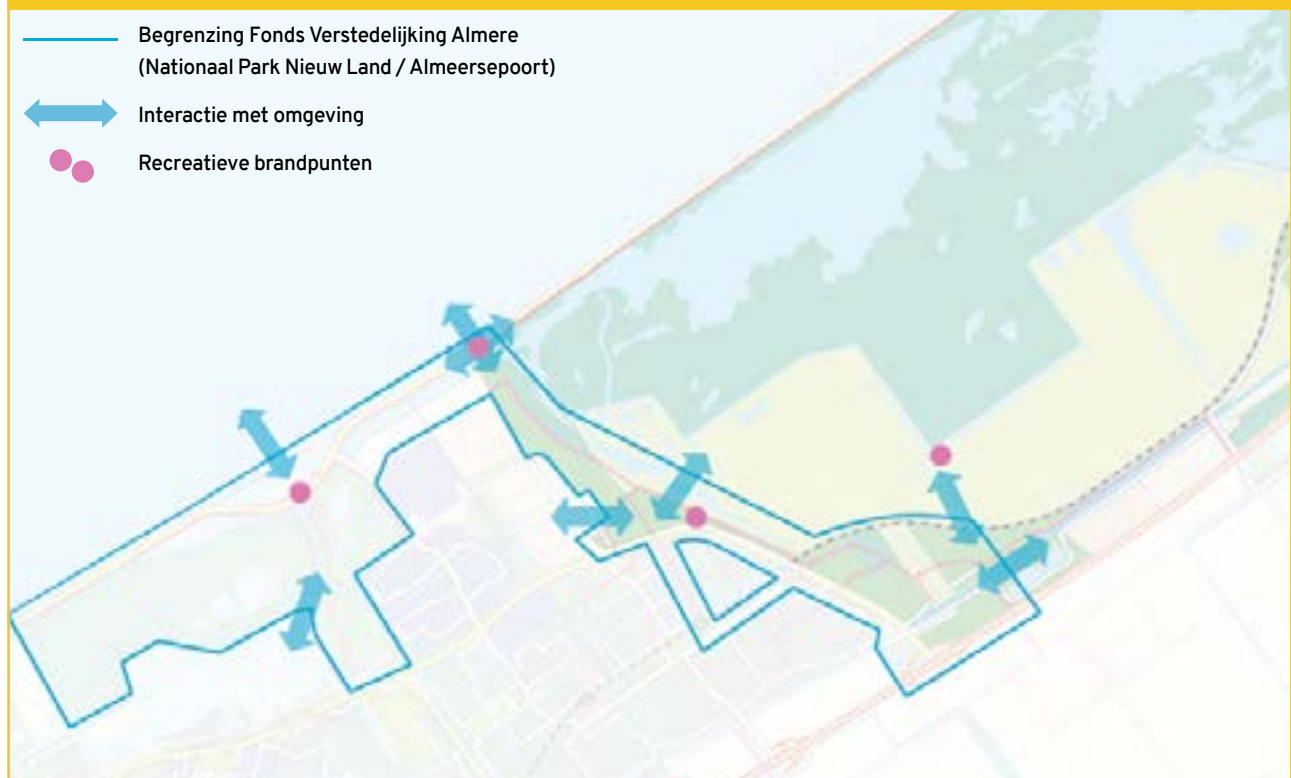 Begrenzing Fonds Verstedelijking Almere
(Nationaal Park Nieuw Land / Almeersepoort)
Interactie met omgeving
Recreatieve brandpunten